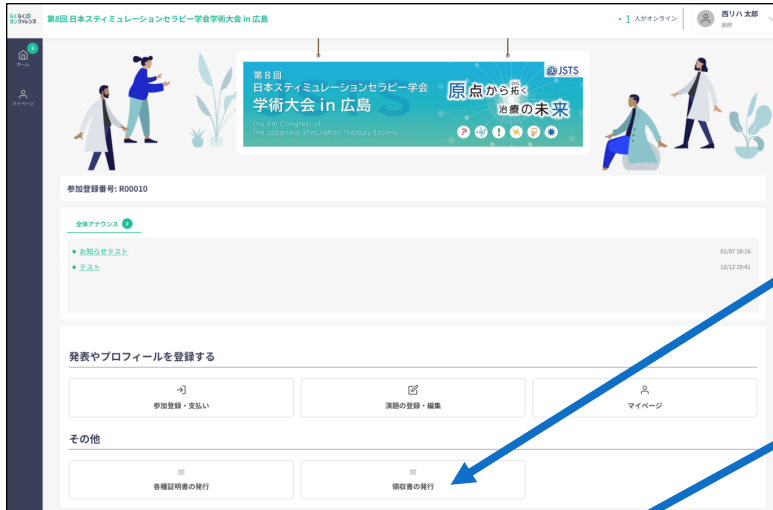 らくらく
カンファレンス
第8回 日本スティミュレーションセラピー学会学術大会 in 広島
1 人がオンライン
西リハ 太郎
医師
2
ホーム
マイページ
第8回
日本スティミュレーションセラピー学会
学術大会 in 広島
The 8th Congress of
The Japanese Stimulation Therapy Society
JSTS
JSTS
原点から拓く
治療の未来
参加登録番号: R00010
全体アナウンス 2
お知らせテスト 01/07 18:16
テスト 12/12 19:41
発表やプロフィールを登録する
参加登録・支払い
演題の登録・編集
マイページ
その他
各種証明書の発行
領収書の発行